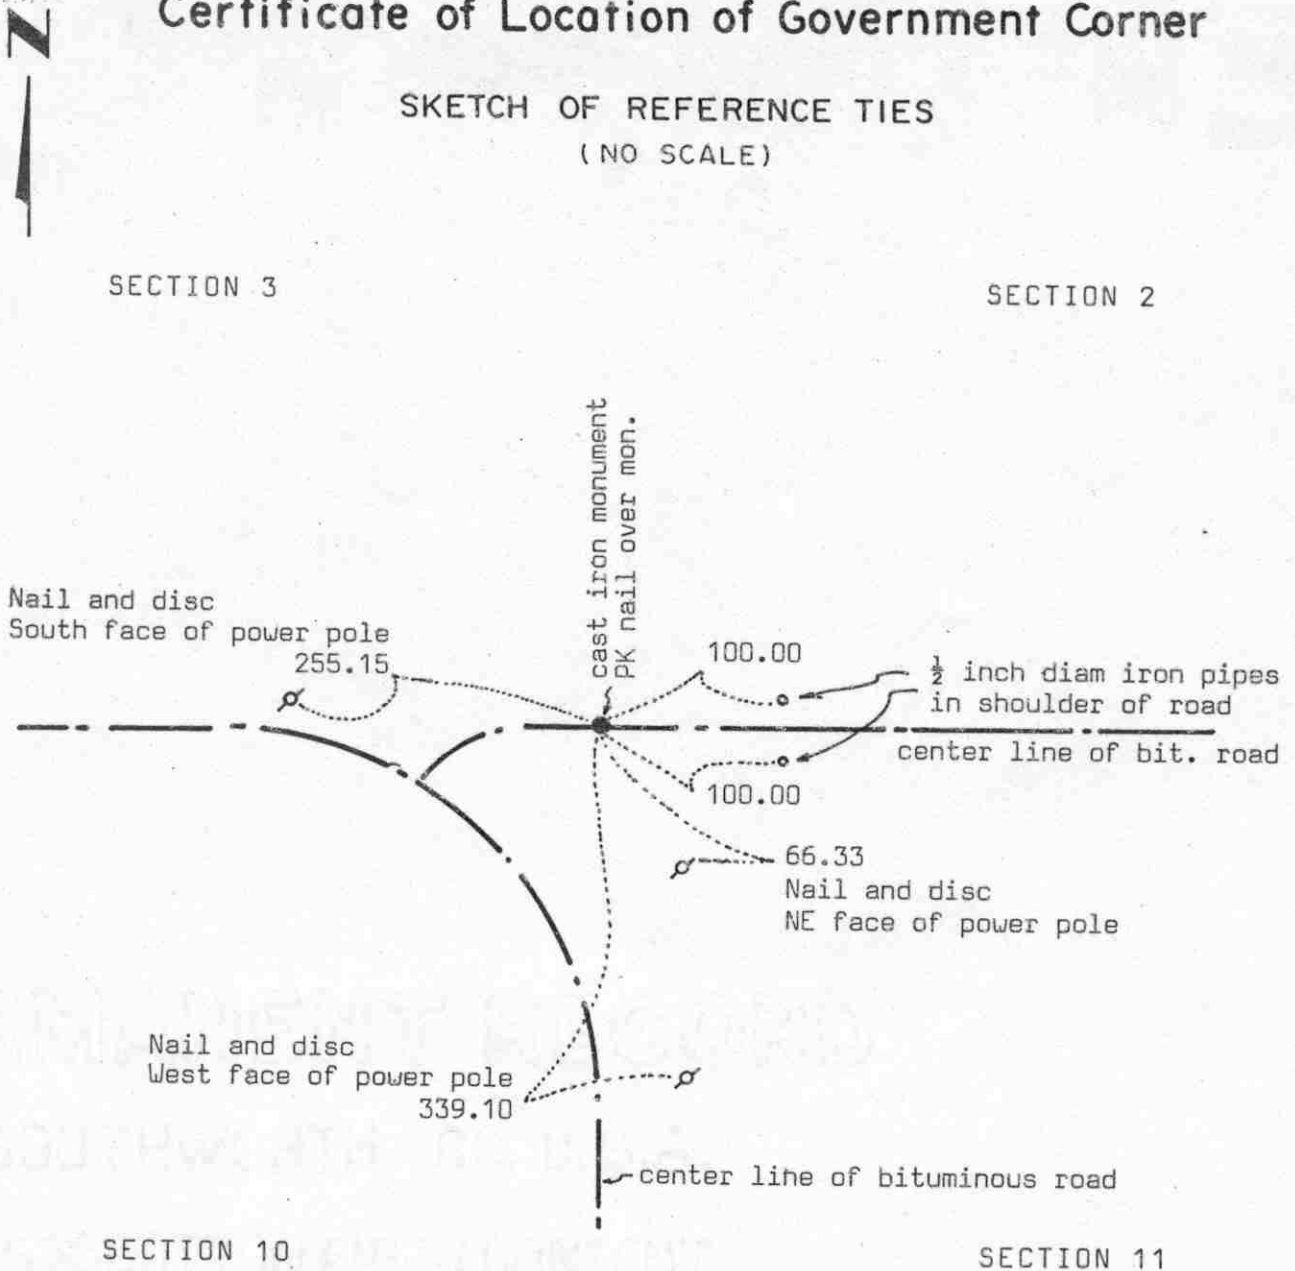 Certificate of Location of Government Corner
N
SKETCH OF REFERENCE TIES
(NO SCALE)
SECTION 3
SECTION 2
cast iron monument
PK nail over mon.
Nail and disc
South face of power pole
255.15
100.00
½ inch diam iron pipes
in shoulder of road
center line of bit. road
100.00
66.33
Nail and disc
NE face of power pole
Nail and disc
West face of power pole
339.10
center line of bituminous road
SECTION 10
SECTION 11